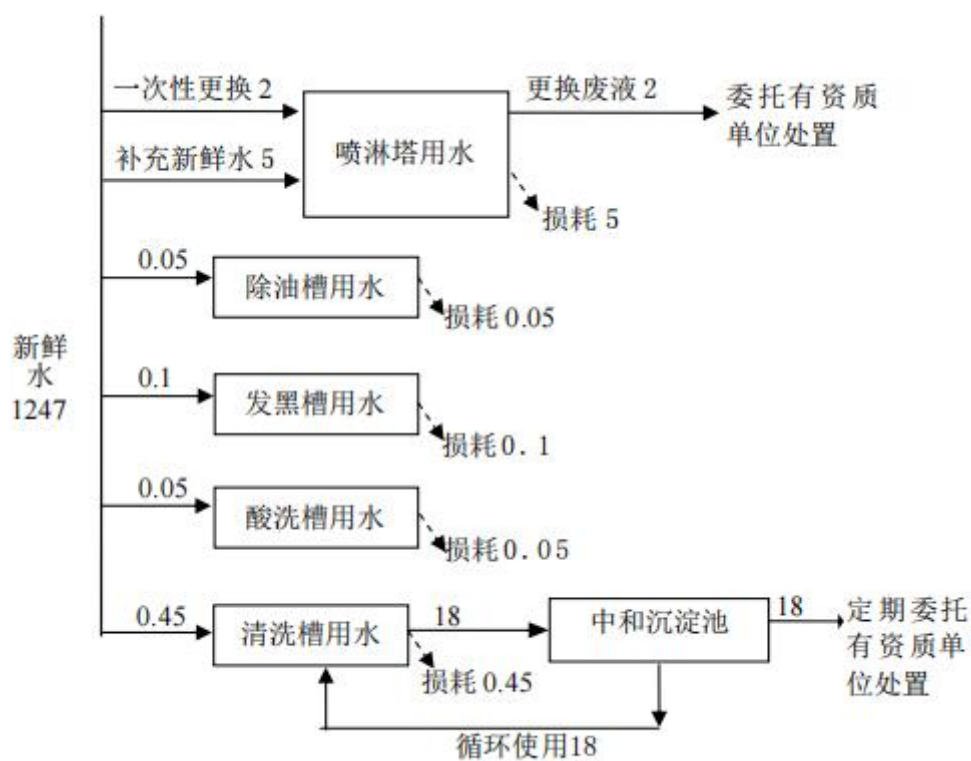 一次性更换 2
更换废液 2
委托有资质
单位处置
喷淋塔用水
补充新鲜水 5
损耗 5
0.05
除油槽用水
损耗 0.05
新鲜
水
1247
0.1
发黑槽用水
损耗 0. 1
0.05
酸洗槽用水
损耗 0. 05
0.45
清洗槽用水
18
中和沉淀池
18
定期委托
有资质单
位处置
损耗 0.45
循环使用18